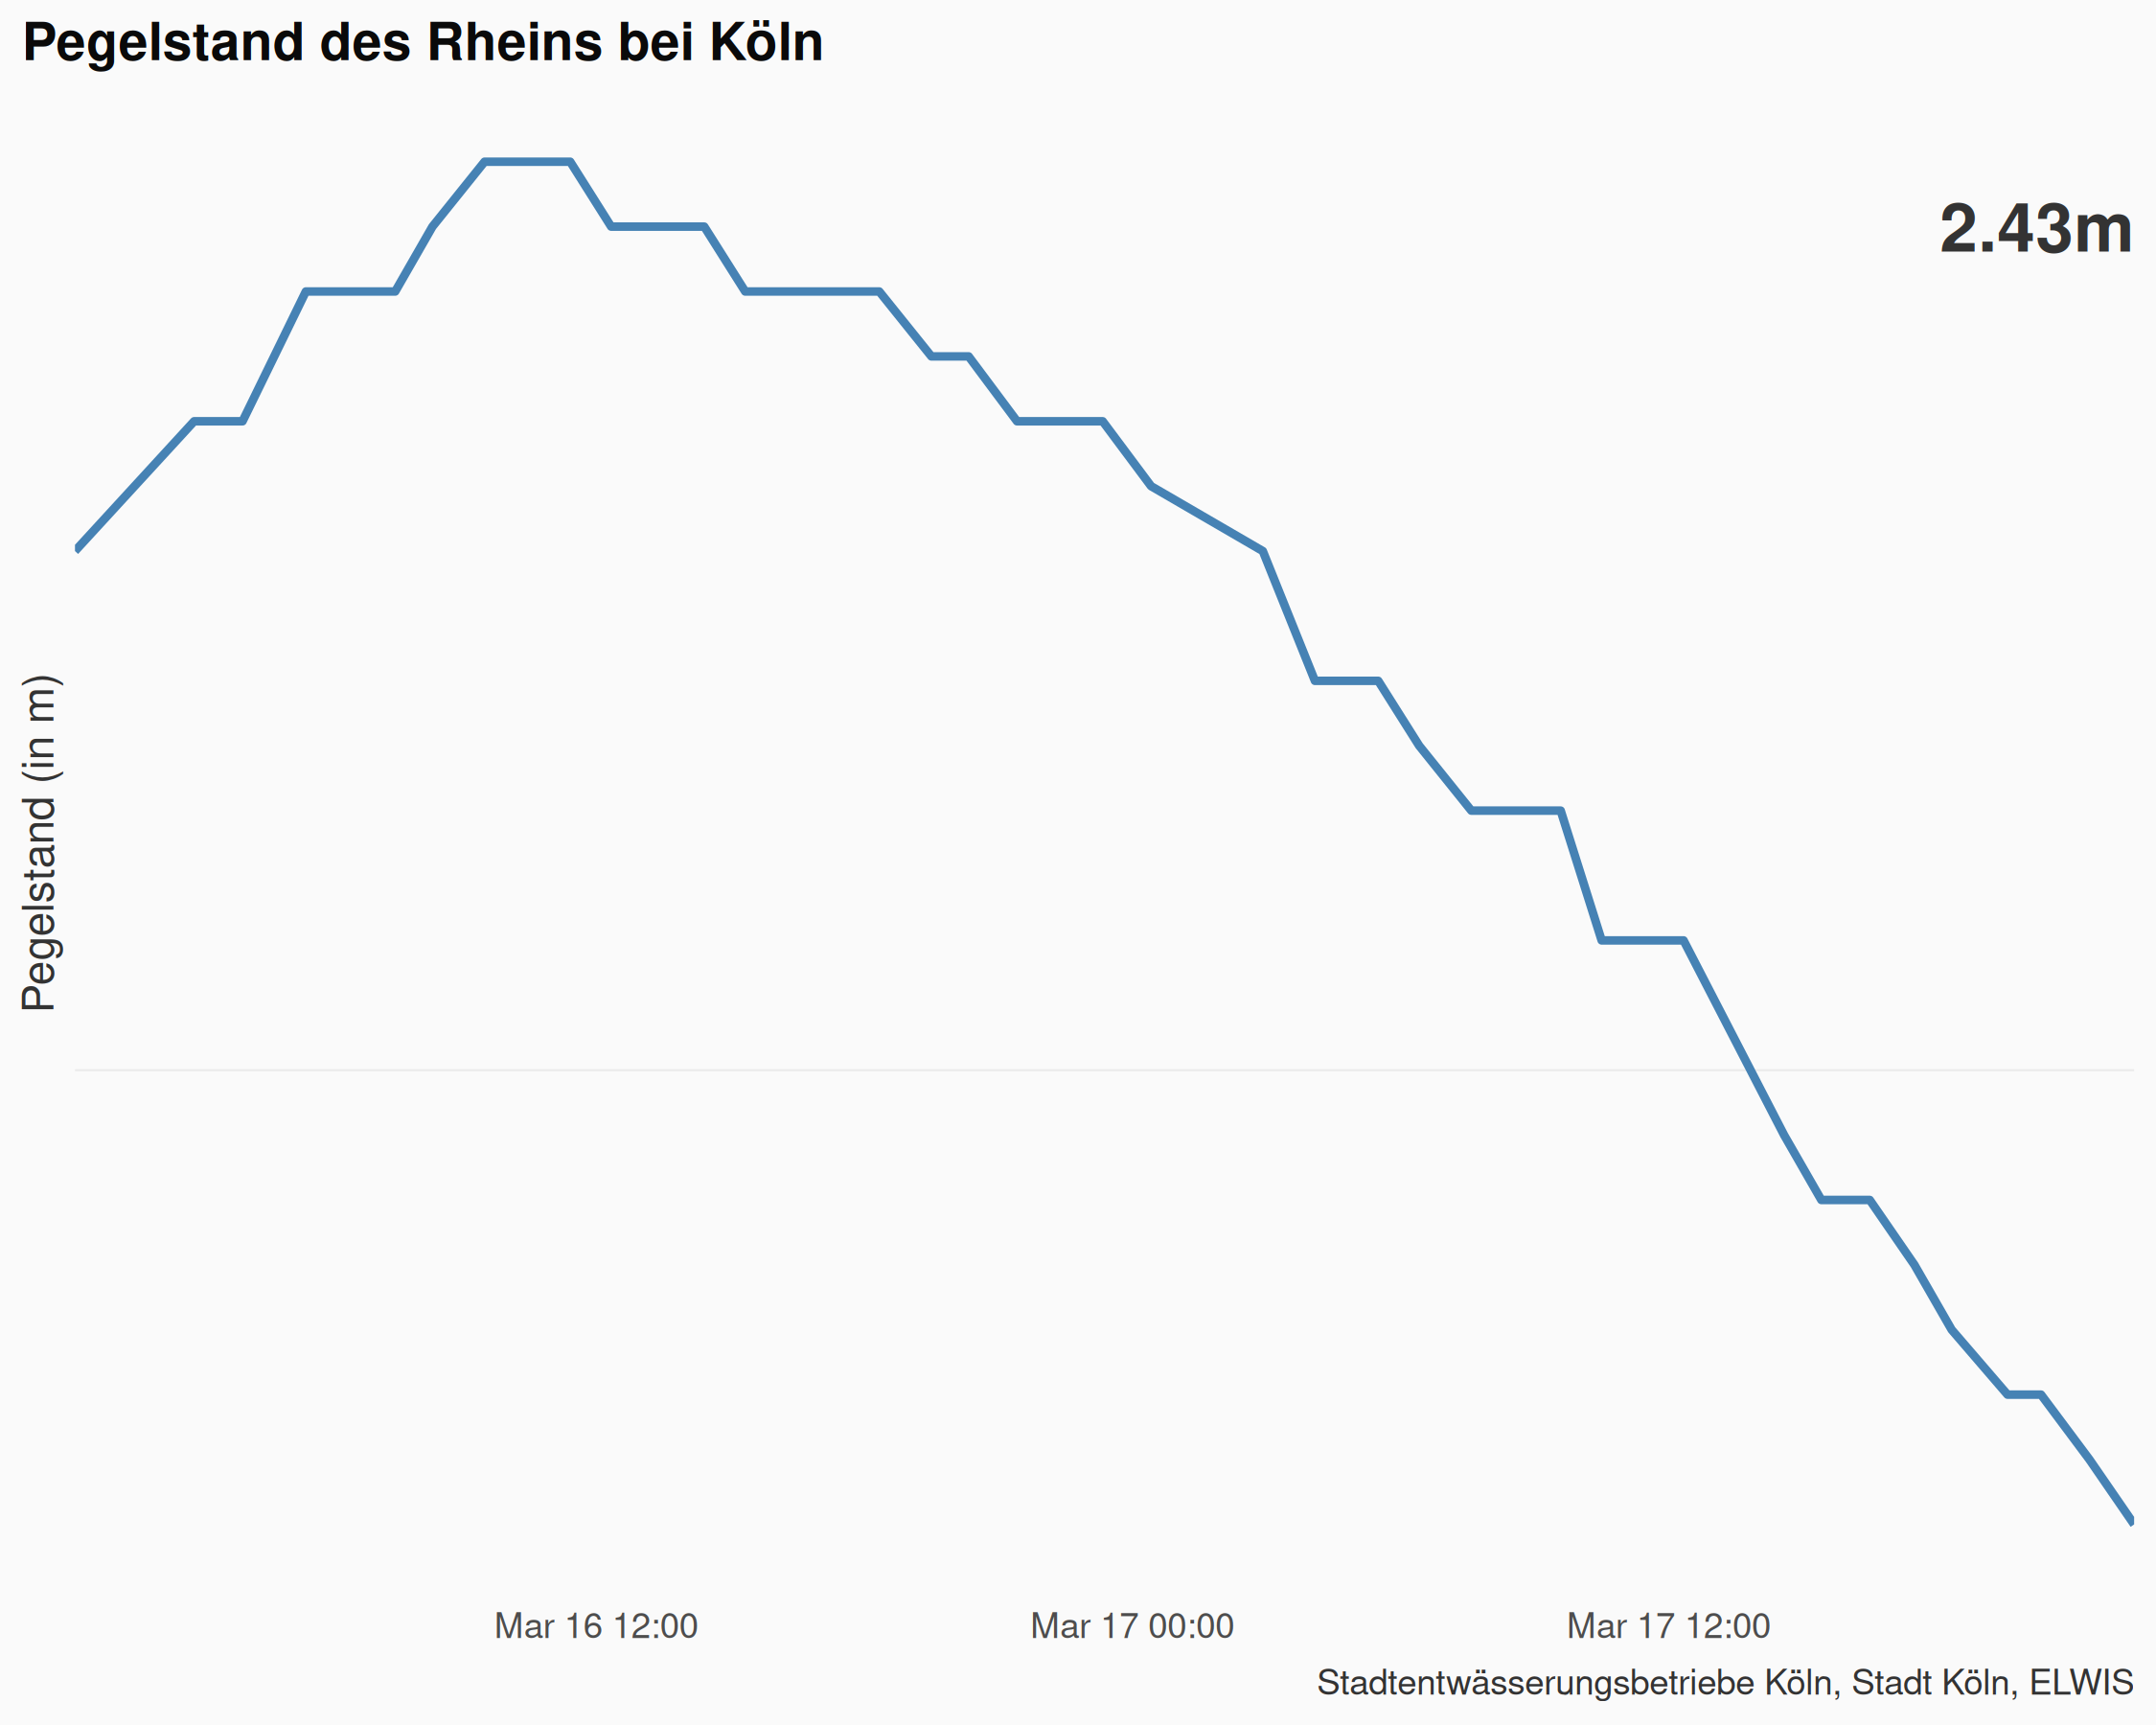 Pegelstand des Rheins bei Köln
2.43m
Pegelstand (in m)
Mar 16 12:00
Mar 17 00:00
Mar 17 12:00
Stadtentwässerungsbetriebe Köln, Stadt Köln, ELWIS